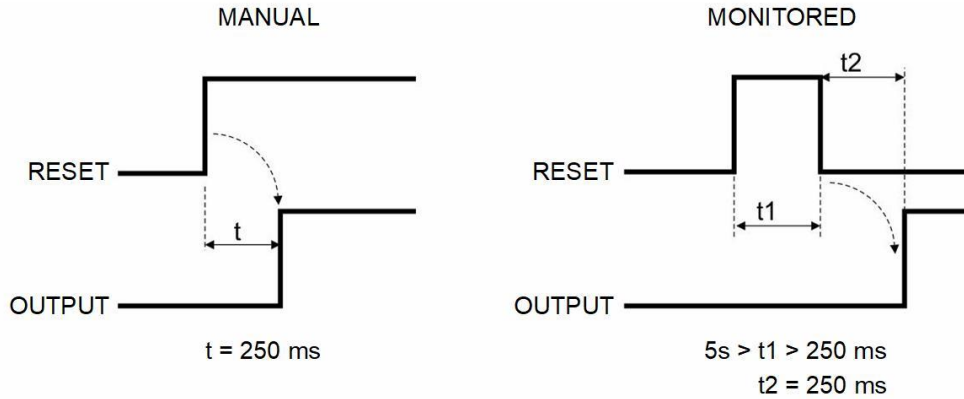 MANUAL
RESET
t
OUTPUT
t = 250 ms
MONITORED
t2
RESET
t1
OUTPUT
5s > t1 > 250 ms
t2 = 250 ms